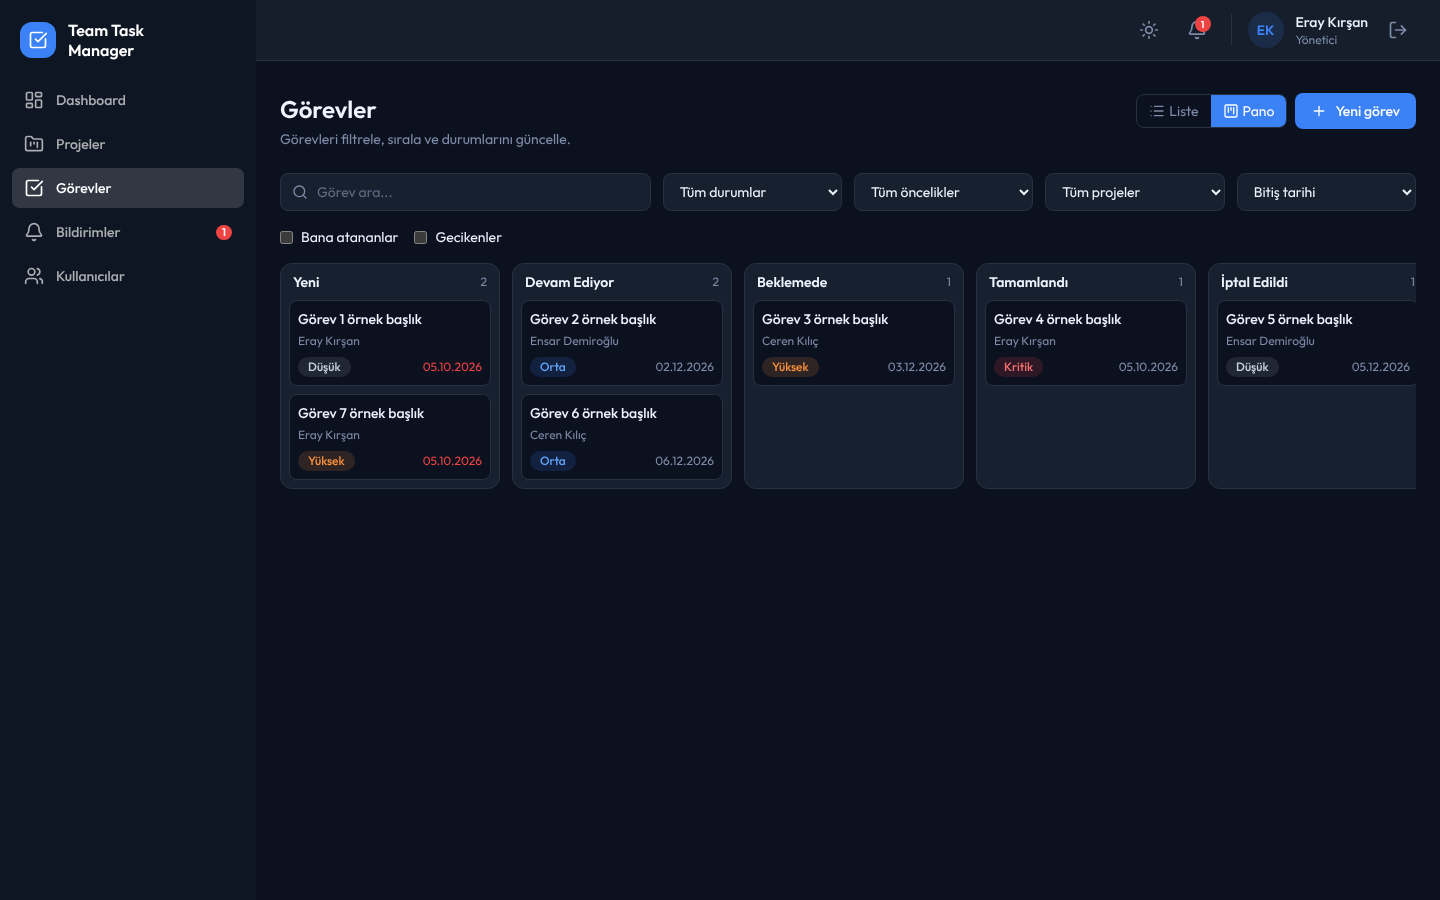 Team Task
Manager
Dashboard
Projeler
Görevler
Bildirimler 1
Kullanıcılar
1
EK
Eray Kırşan
Yönetici
Görevler
Görevleri filtrele, sırala ve durumlarını güncelle.
Liste
Pano
Yeni görev
Görev ara...
Tüm durumlar
Tüm öncelikler
Tüm projeler
Bitiş tarihi
Bana atananlar
Gecikenler
Yeni 2
Görev 1 örnek başlık
Eray Kırşan
Düşük 05.10.2026
Görev 7 örnek başlık
Eray Kırşan
Yüksek 05.10.2026
Devam Ediyor 2
Görev 2 örnek başlık
Ensar Demiroğlu
Orta 02.12.2026
Görev 6 örnek başlık
Ceren Kılıç
Orta 06.12.2026
Beklemede 1
Görev 3 örnek başlık
Ceren Kılıç
Yüksek 03.12.2026
Tamamlandı 1
Görev 4 örnek başlık
Eray Kırşan
Kritik 05.10.2026
İptal Edildi 1
Görev 5 örnek başlık
Ensar Demiroğlu
Düşük 05.12.2026